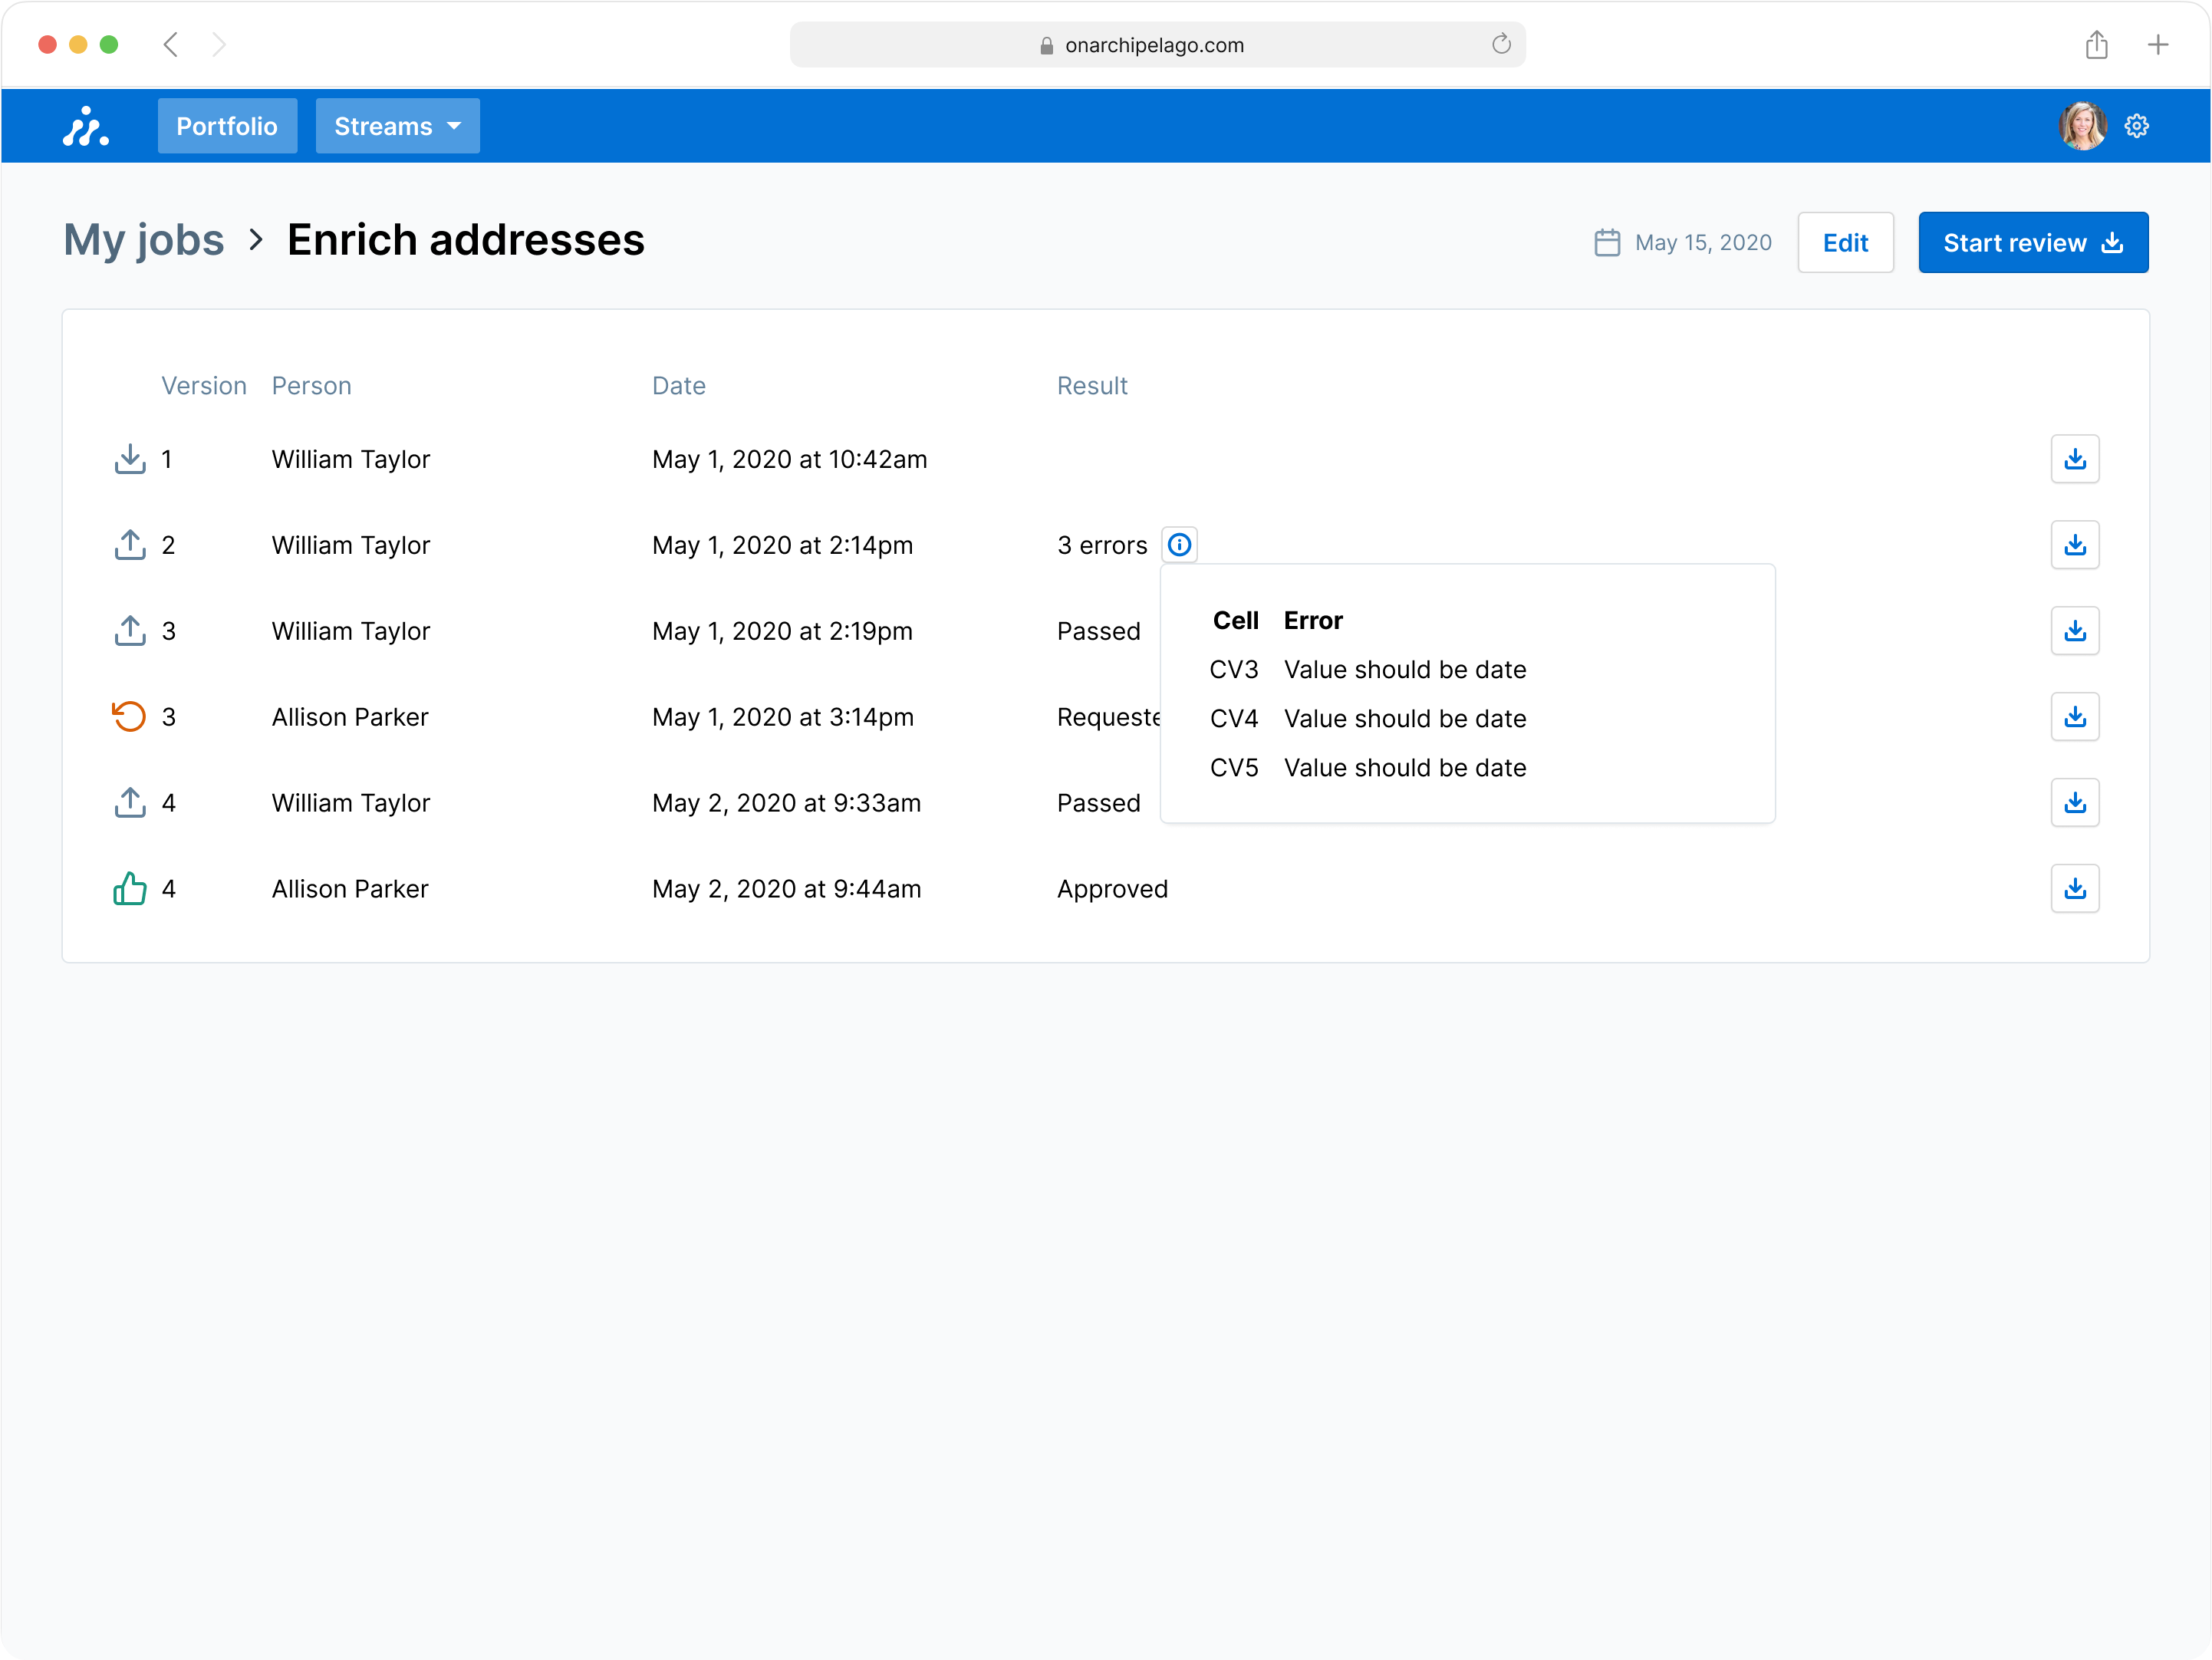 onarchipelago.com
Portfolio Streams
My jobs > Enrich addresses May 15, 2020 Edit Start review
Version Person Date Result
1 William Taylor May 1, 2020 at 10:42am
2 William Taylor May 1, 2020 at 2:14pm 3 errors
3 William Taylor May 1, 2020 at 2:19pm Passed
3 Allison Parker May 1, 2020 at 3:14pm
4 William Taylor May 2, 2020 at 9:33am Passed
4 Allison Parker May 2, 2020 at 9:44am Approved
Cell Error
CV3 Value should be date
CV4 Value should be date
CV5 Value should be date